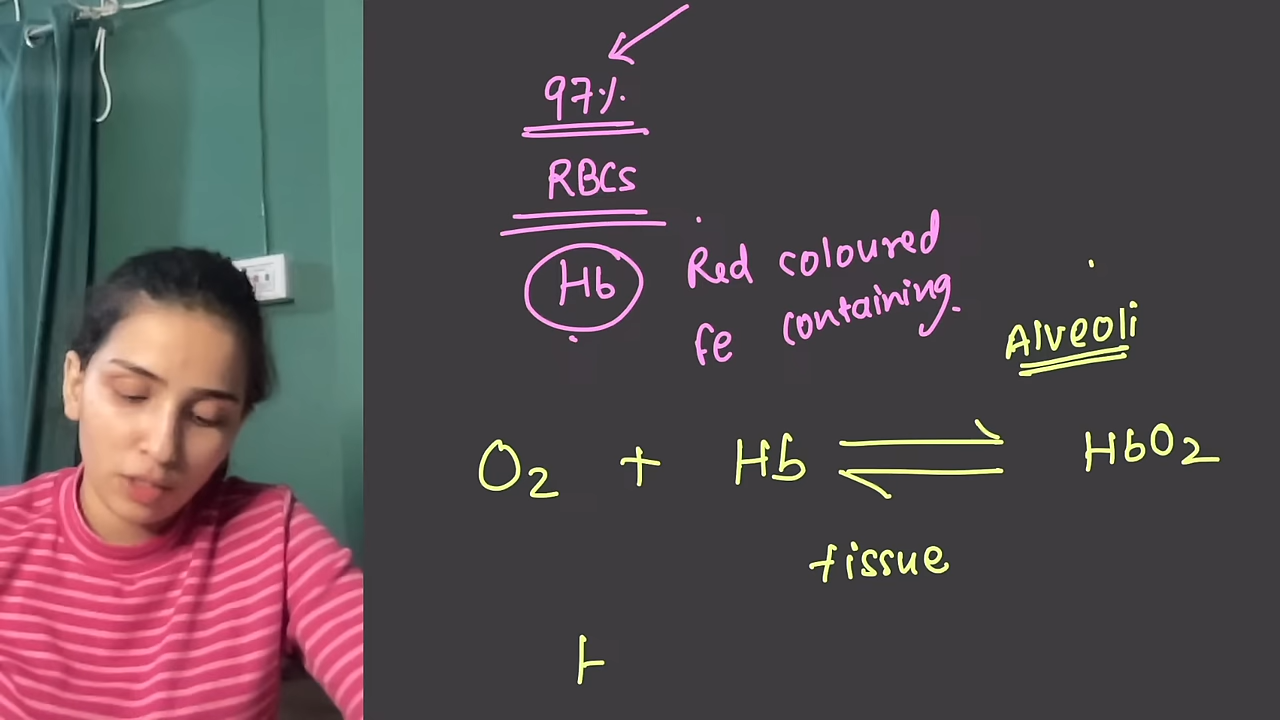 97%
RBCs
Hb Red coloured
fe containing.
Alveoli
O2 + Hb ⇌ HbO2
tissue